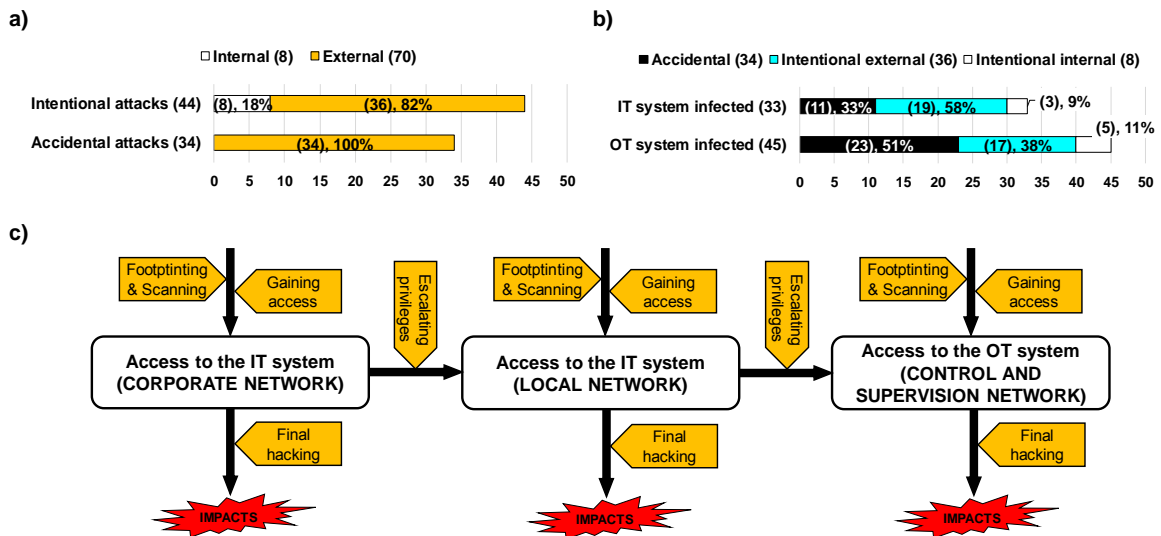 a)
Internal (8) External (70)
Intentional attacks (44)
(8), 18% (36), 82%
Accidental attacks (34)
(34), 100%
0 5 10 15 20 25 30 35 40 45 50
b)
Accidental (34) Intentional external (36) Intentional internal (8)
IT system infected (33)
(11), 33% (19), 58% (3), 9%
OT system infected (45)
(23), 51% (17), 38% (5), 11%
0 5 10 15 20 25 30 35 40 45 50
c)
Footptinting
& Scanning
Gaining
access
Escalating
privileges
Footptinting
& Scanning
Gaining
access
Escalating
privileges
Footptinting
& Scanning
Gaining
access
Access to the IT system
(CORPORATE NETWORK)
Access to the IT system
(LOCAL NETWORK)
Access to the OT system
(CONTROL AND
SUPERVISION NETWORK)
Final
hacking
Final
hacking
Final
hacking
IMPACTS
IMPACTS
IMPACTS